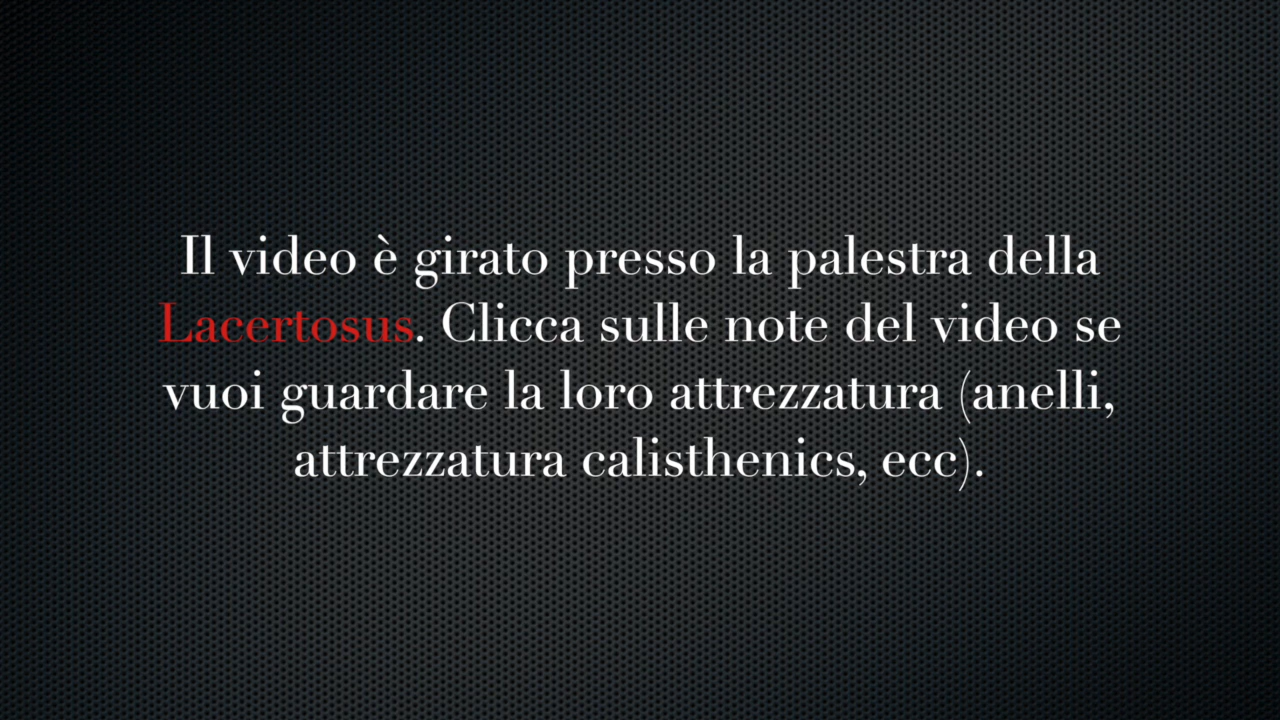 Il video è girato presso la palestra della
Lacertosus. Clicca sulle note del video se
vuoi guardare la loro attrezzatura (anelli,
attrezzatura calisthenics, ecc).